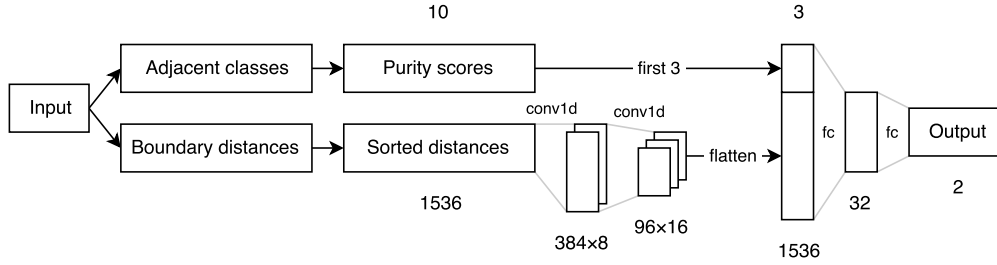 10
3
Adjacent classes
Purity scores
first 3
Input
conv1d
conv1d
Boundary distances
Sorted distances
flatten
fc
fc
Output
1536
384×8
96×16
1536
32
2